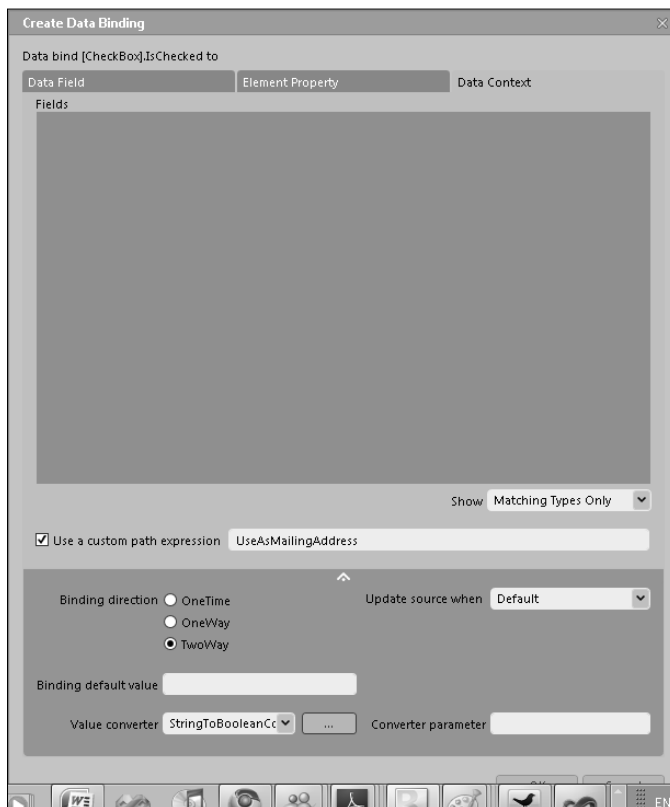 Create Data Binding
Data bind [CheckBox].IsChecked to
Data Field Element Property Data Context
Fields
Show Matching Types Only
Use a custom path expression UseAsMailingAddress
Binding direction OneTime Update source when Default
OneWay
TwoWay
Binding default value
Value converter StringToBooleanCo ... Converter parameter